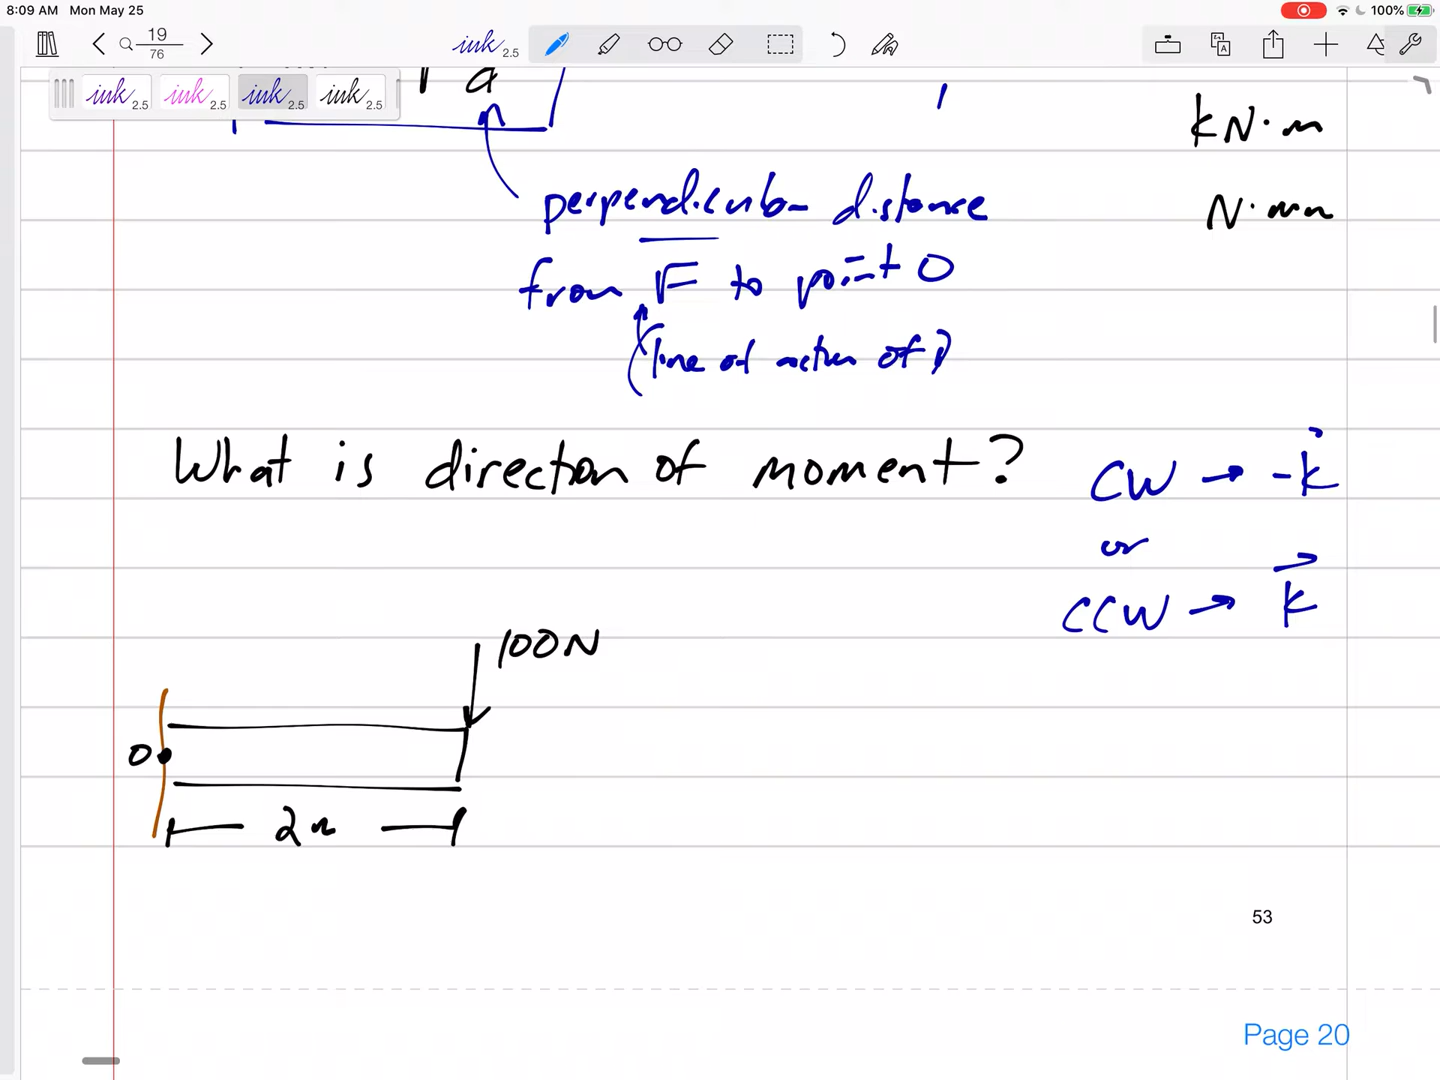 8:09 AM Mon May 25
100%
19
76
ink 2.5
ink 2.5 ink 2.5 ink 2.5 ink 2.5
d
kN·m
N·mm
perpendicular distance
from F to point O
(line of action of F)
What is direction of moment?
CW → -k
or
CCW → k
100N
O
2m
53
Page 20